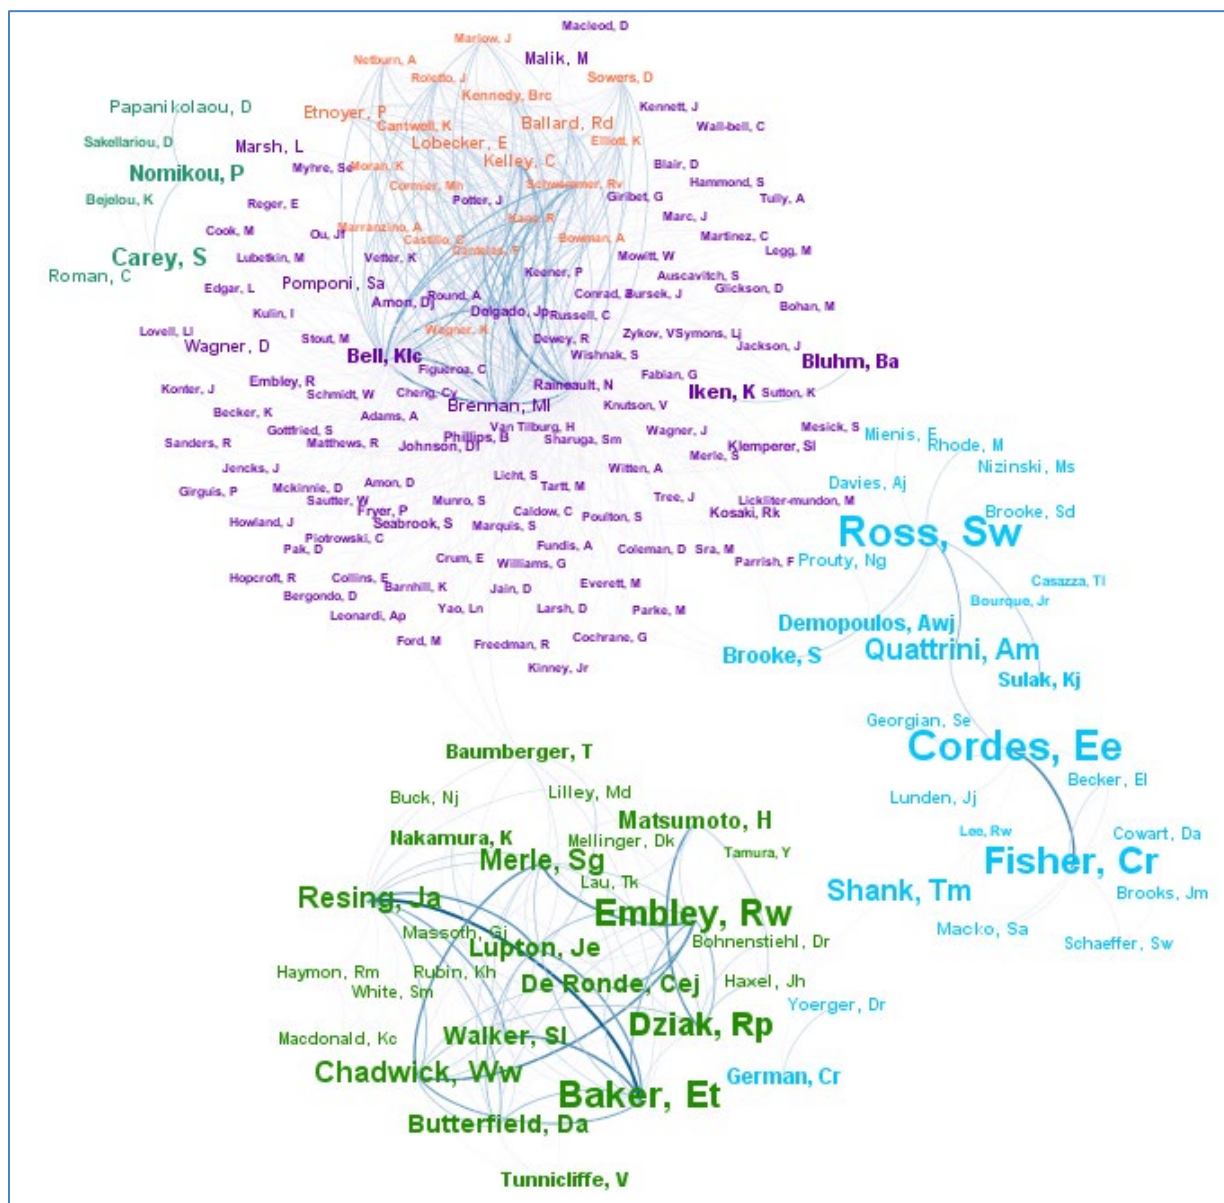 Macleod, D
Marlow, J
Netburn, A
Malik, M
Roletto, J
Sowers, D
Kennedy, Brc
Papanikolaou, D
Etnoyer, P
Kennett, J
Cantwell, K
Ballard, Rd
Wall-bell, C
Sakellariou, D
Lobecker, E
Elliott, K
Marsh, L
Kelley, C
Nomikou, P
Myhre, Se
Moran, K
Blair, D
Cormier, Mh
Hammond, S
Bejelou, K
Reger, E
Potter, J
Giribet, G
Tully, A
Marc, J
Cook, M
Ou, Jf
Marranzino, A
Kane, R
Castillo, C
Bowman, A
Martinez, C
Carey, S
Lubetkin, M
Vetter, K
Mowitt, W
Legg, M
Roman, C
Keener, P
Auscavitch, S
Edgar, L
Pomponi, Sa
Glickson, D
Amon, Dj
Round, A
Conrad,
Bursek, J
Bohan, M
Kulin, I
Delgado, Jp
Russell, C
Lovell, Ll
Stout, M
Wagner, K
Dewey, R
Zykov, V
Symons, Lj
Wagner, D
Jackson, J
Bell, Klc
Wishnak, S
Bluhm, Ba
Figueroa, C
Fabian, G
Embley, R
Raineault, N
Konter, J
Schmidt, W
Cheng, Cy
Iken, K
Sutton, K
Brennan, Ml
Knutson, V
Becker, K
Adams, A
Gottfried, S
Van Tilburg, H
Wagner, J
Mesick, S
Sanders, R
Matthews, R
Johnson, Df
Phillips, B
Sharuga, Sm
Klemperer, Sl
Mienis, F
Rhode, M
Merle, S
Jencks, J
Witten, A
Nizinski, Ms
Girguis, P
Mckinnie, D
Amon, D
Licht, S
Tartt, M
Davies, Aj
Sautter, W
Munro, S
Tree, J
Lickliter-mundon, M
Fryer, P
Caldow, C
Kosaki, Rk
Brooke, Sd
Howland, J
Seabrook, S
Marquis, S
Poulton, S
Ross, Sw
Piotrowski, C
Pak, D
Fundis, A
Coleman, D
Sra, M
Crum, E
Williams, G
Parrish, F
Prouty, Ng
Hopcroft, R
Collins, E
Barnhill, K
Jain, D
Everett, M
Casazza, Tl
Bergondo, D
Bourque, Jr
Leonardi, Ap
Yao, Ln
Larsh, D
Parke, M
Demopoulos, Awj
Ford, M
Freedman, R
Cochrane, G
Brooke, S
Quattrini, Am
Kinney, Jr
Sulak, Kj
Georgian, Se
Baumberger, T
Cordes, Ee
Becker, El
Buck, Nj
Lilley, Md
Lunden, Jj
Matsumoto, H
Nakamura, K
Mellinger, Dk
Lee, Rw
Cowart, Da
Merle, Sg
Tamura, Y
Fisher, Cr
Lau, Tk
Resing, Ja
Shank, Tm
Brooks, Jm
Embley, Rw
Massoth, Gj
Macko, Sa
Lupton, Je
Bohnenstiehl, Dr
Schaeffer, Sw
Haymon, Rm
Rubin, Kh
White, Sm
De Ronde, Cej
Haxel, Jh
Yoerger, Dr
Macdonald, Kc
Walker, Sl
Dziak, Rp
Chadwick, Ww
German, Cr
Baker, Et
Butterfield, Da
Tunnicliffe, V